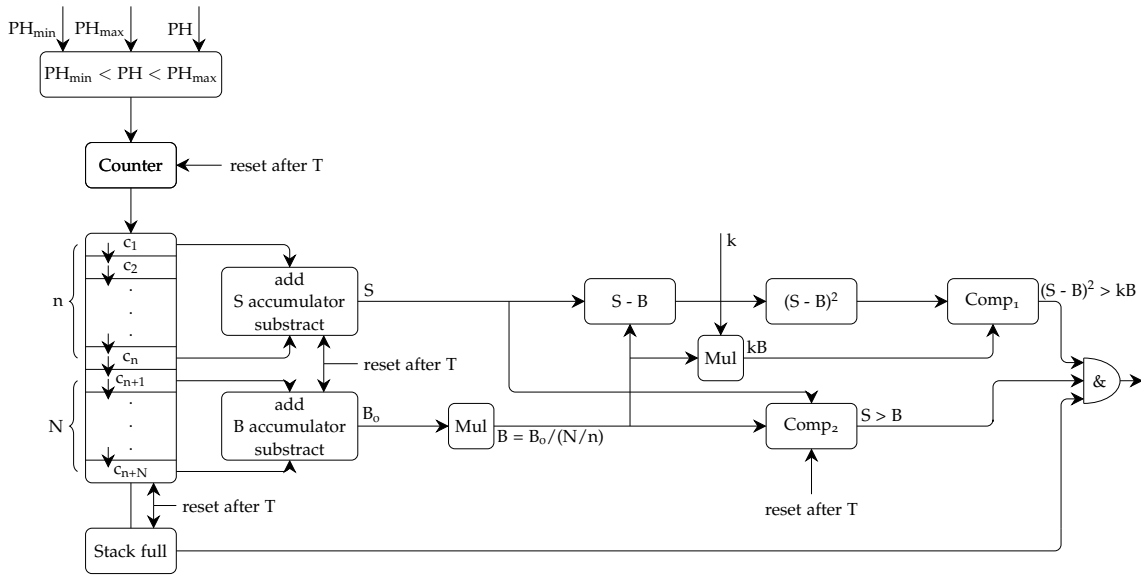 PHmin PHmax PH
PHmin < PH < PHmax
Counter
reset after T
n
c1
c2
.
.
.
cn
N
cn+1
.
.
.
cn+N
add
S accumulator
substract
S
reset after T
add
B accumulator
substract
Bo
Mul
B = Bo/(N/n)
k
S - B
(S - B)²
Mul
kB
Comp1
(S - B)² > kB
Comp2
S > B
reset after T
&
reset after T
Stack full